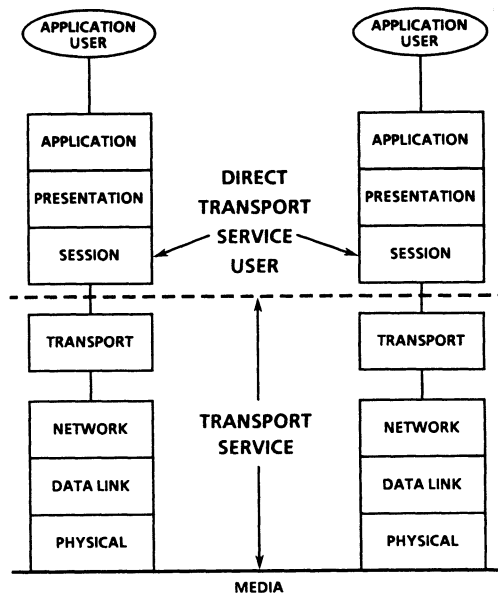 APPLICATION
USER
APPLICATION
USER
APPLICATION
PRESENTATION
SESSION
DIRECT
TRANSPORT
SERVICE
USER
APPLICATION
PRESENTATION
SESSION
TRANSPORT
TRANSPORT
NETWORK
DATA LINK
PHYSICAL
TRANSPORT
SERVICE
NETWORK
DATA LINK
PHYSICAL
MEDIA